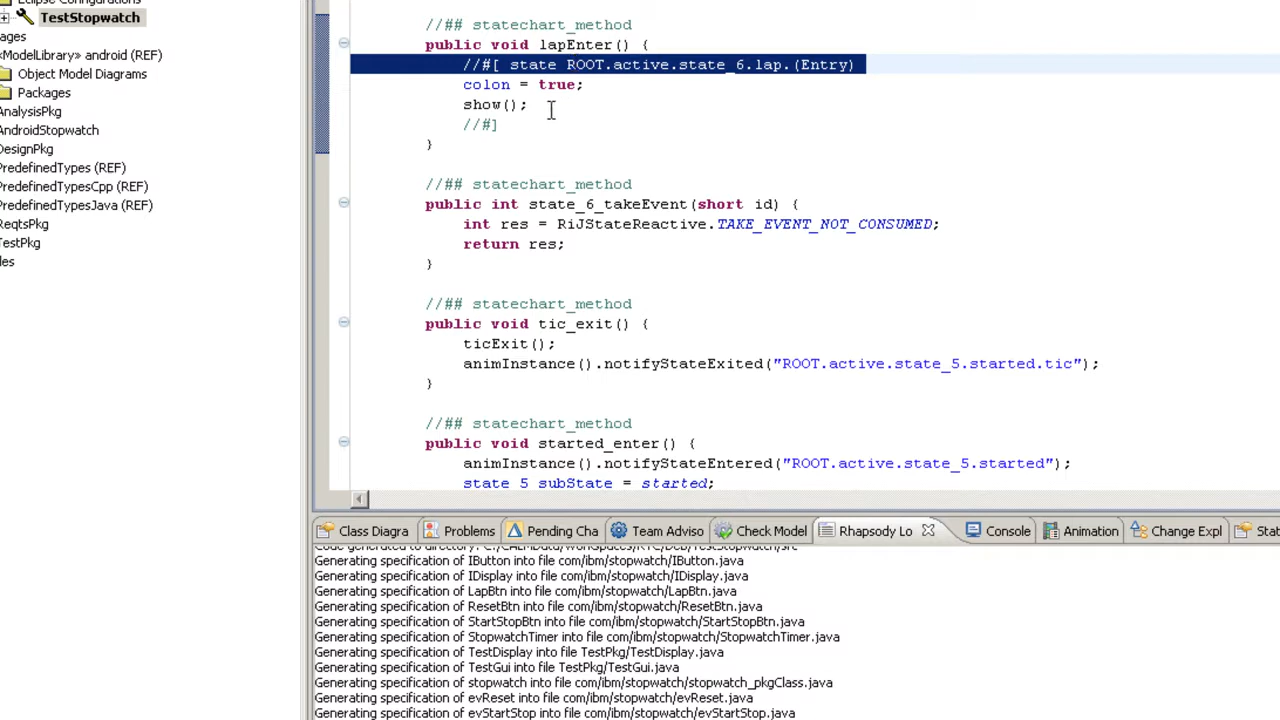 Eclipse Configurations
TestStopwatch
ages
«ModelLibrary» android (REF)
Object Model Diagrams
Packages
AnalysisPkg
AndroidStopwatch
DesignPkg
PredefinedTypes (REF)
PredefinedTypesCpp (REF)
PredefinedTypesJava (REF)
ReqtsPkg
TestPkg
les
//## statechart_method
public void lapEnter() {
//#[ state ROOT.active.state_6.lap.(Entry)
colon = true;
show();
//#]
}
//## statechart_method
public int state_6_takeEvent(short id) {
int res = RiJStateReactive.TAKE_EVENT_NOT_CONSUMED;
return res;
}
//## statechart_method
public void tic_exit() {
ticExit();
animInstance().notifyStateExited("ROOT.active.state_5.started.tic");
}
//## statechart_method
public void started_enter() {
animInstance().notifyStateEntered("ROOT.active.state_5.started");
state_5_subState = started;
Class Diagra Problems Pending Cha Team Adviso Check Model Rhapsody Lo Console Animation Change Expl Stat
Code generated to directory:
Generating specification of IButton into file com/ibm/stopwatch/IButton.java
Generating specification of IDisplay into file com/ibm/stopwatch/IDisplay.java
Generating specification of LapBtn into file com/ibm/stopwatch/LapBtn.java
Generating specification of ResetBtn into file com/ibm/stopwatch/ResetBtn.java
Generating specification of StartStopBtn into file com/ibm/stopwatch/StartStopBtn.java
Generating specification of StopwatchTimer into file com/ibm/stopwatch/StopwatchTimer.java
Generating specification of TestDisplay into file TestPkg/TestDisplay.java
Generating specification of TestGui into file TestPkg/TestGui.java
Generating specification of stopwatch into file com/ibm/stopwatch/stopwatch_pkgClass.java
Generating specification of evReset into file com/ibm/stopwatch/evReset.java
Generating specification of evStartStop into file com/ibm/stopwatch/evStartStop.java